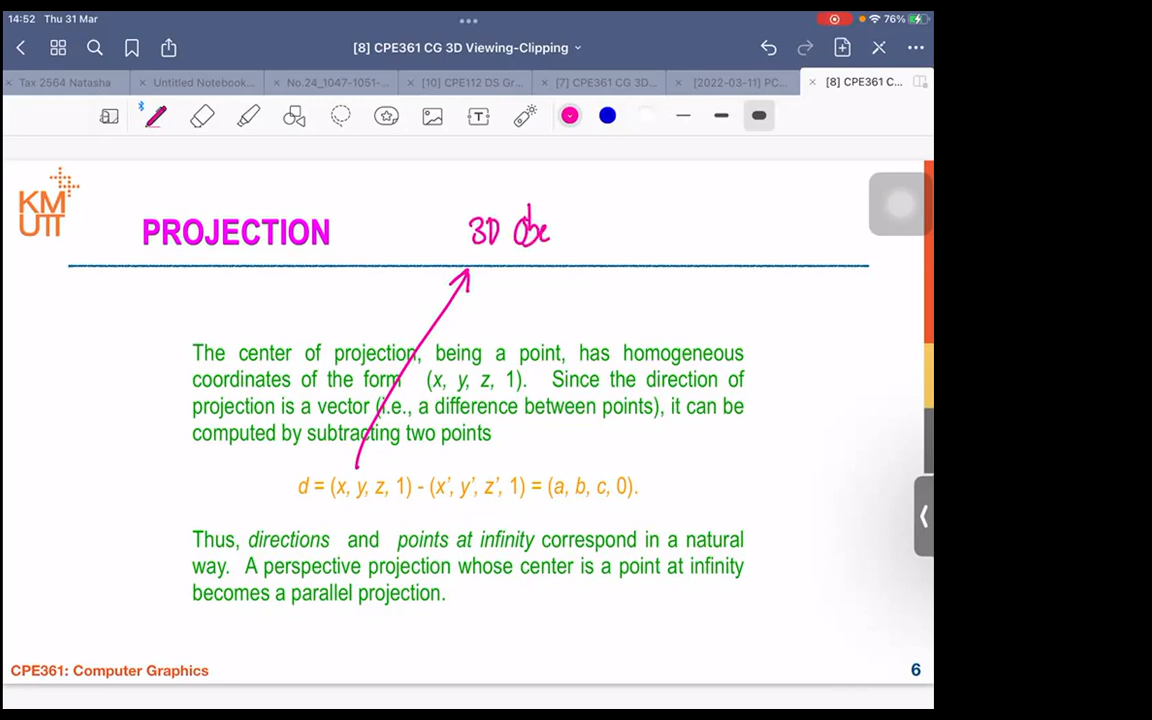 14:52 Thu 31 Mar
76%
[8] CPE361 CG 3D Viewing-Clipping
Tax 2564 Natasha
Untitled Notebook...
No.24_1047-1051-...
[10] CPE112 DS Gr...
[7] CPE361 CG 3D...
[2022-03-11] PC...
[8] CPE361 C...
T
KM
UTT
PROJECTION
3D Obe
The center of projection, being a point, has homogeneous
coordinates of the form (x, y, z, 1). Since the direction of
projection is a vector (i.e., a difference between points), it can be
computed by subtracting two points
d = (x, y, z, 1) - (x’, y’, z’, 1) = (a, b, c, 0).
Thus, directions and points at infinity correspond in a natural
way. A perspective projection whose center is a point at infinity
becomes a parallel projection.
CPE361: Computer Graphics
6